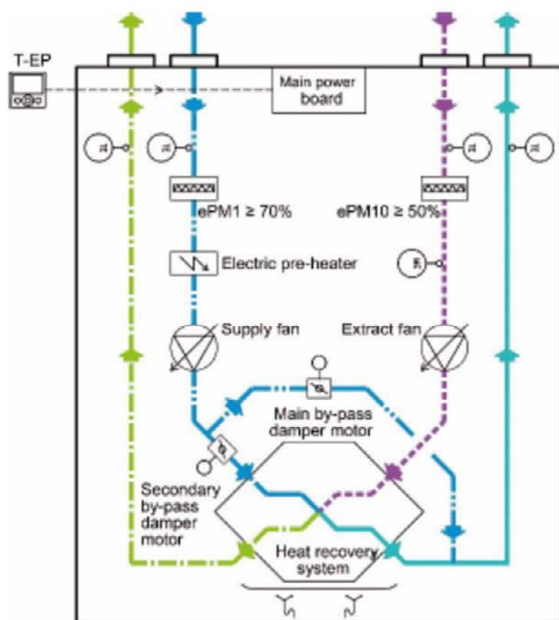 T-EP
Main power
board
ePM1 ≥ 70%
ePM10 ≥ 50%
Electric pre-heater
Supply fan
Extract fan
Main by-pass
damper motor
Secondary
by-pass
damper
motor
Heat recovery
system